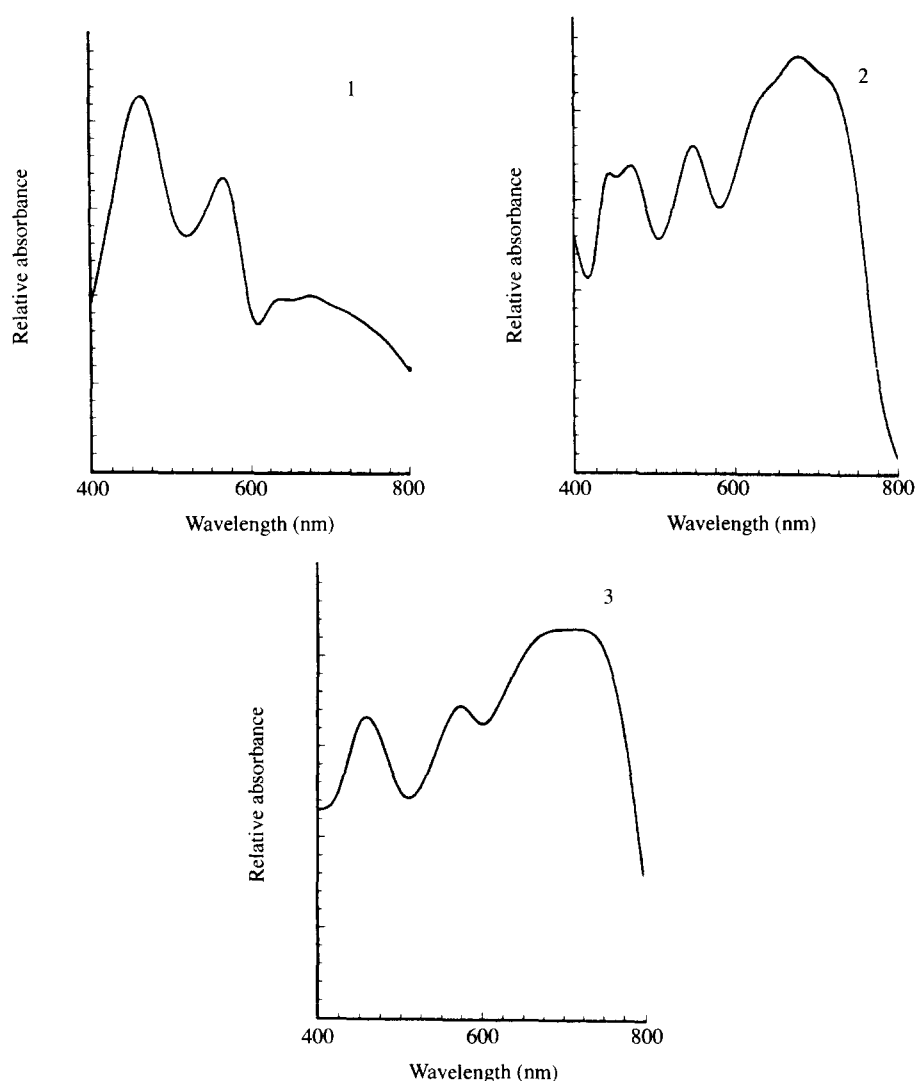 1
Relative absorbance
400 600 800
Wavelength (nm)
2
Relative absorbance
400 600 800
Wavelength (nm)
3
Relative absorbance
400 600 800
Wavelength (nm)